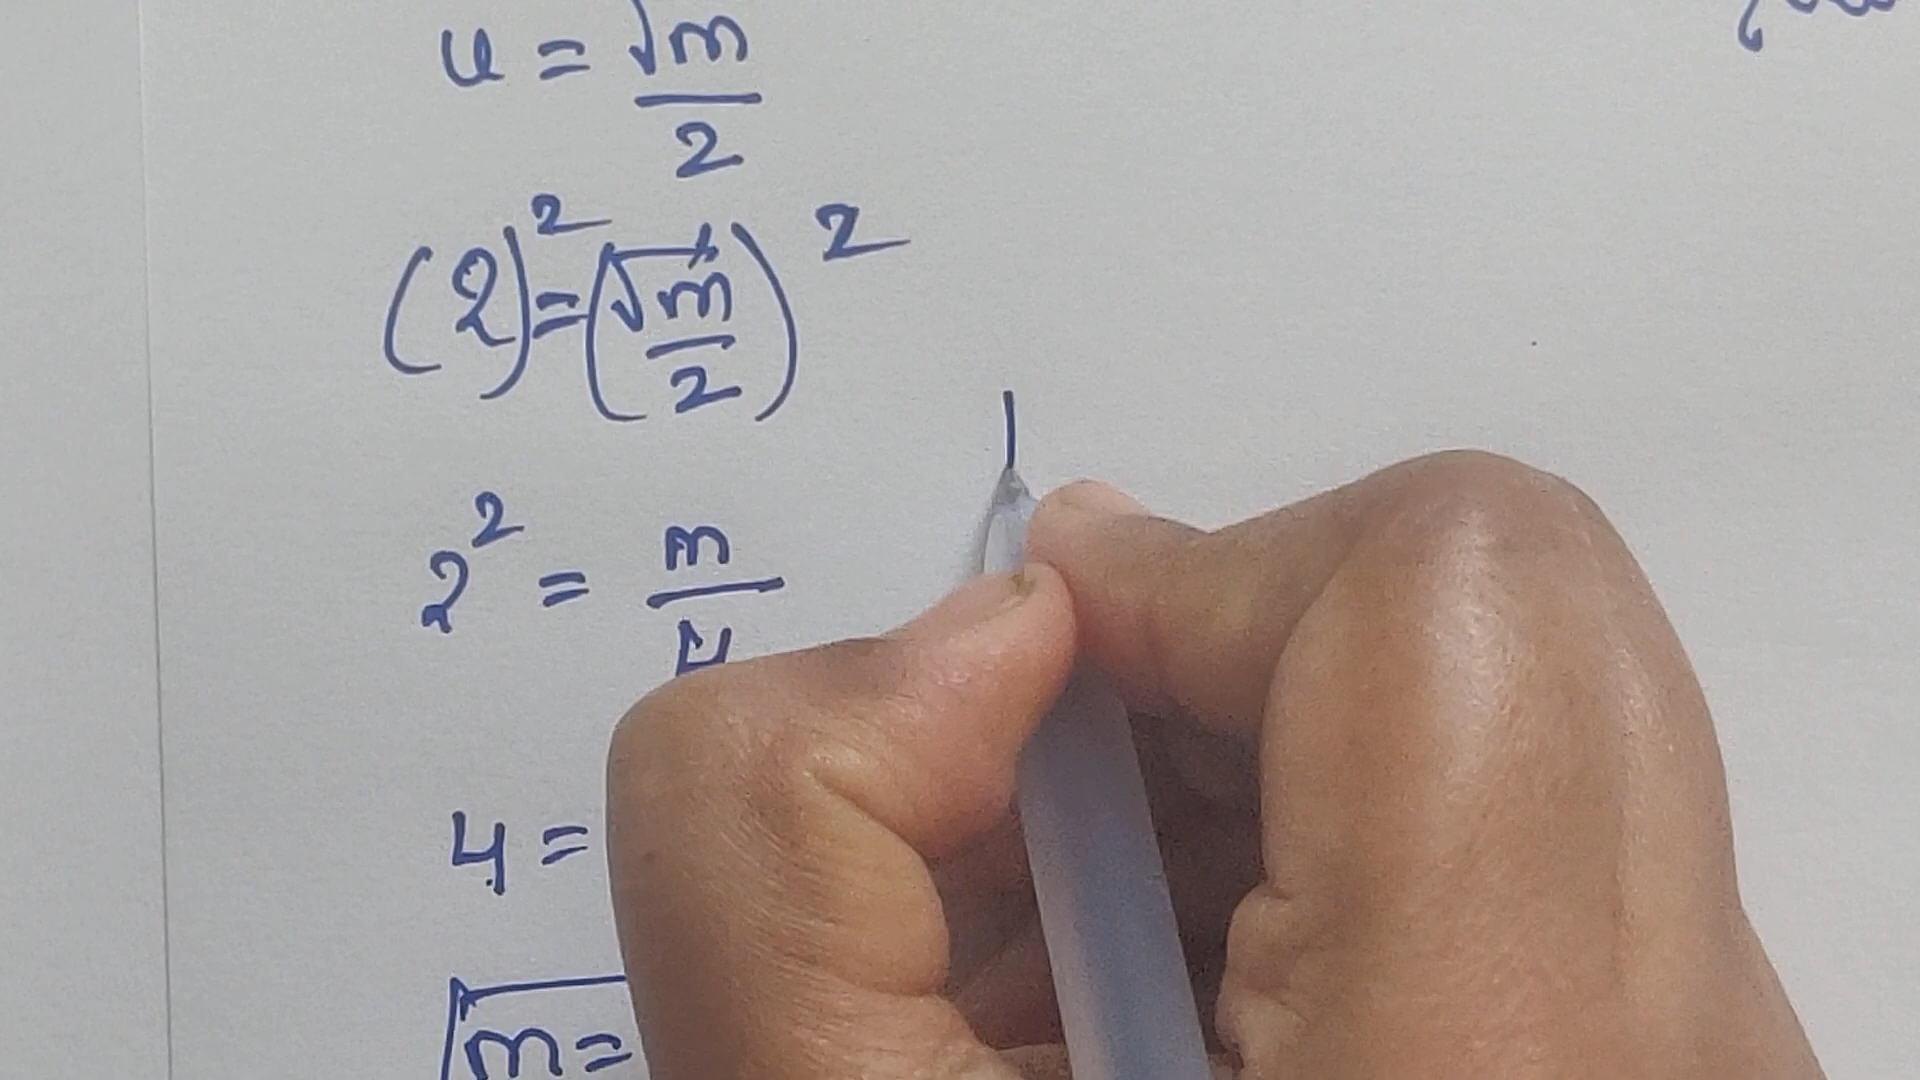 u = √m/2
(2)² = (√m/2)²
2² = m/4
4 =
m =